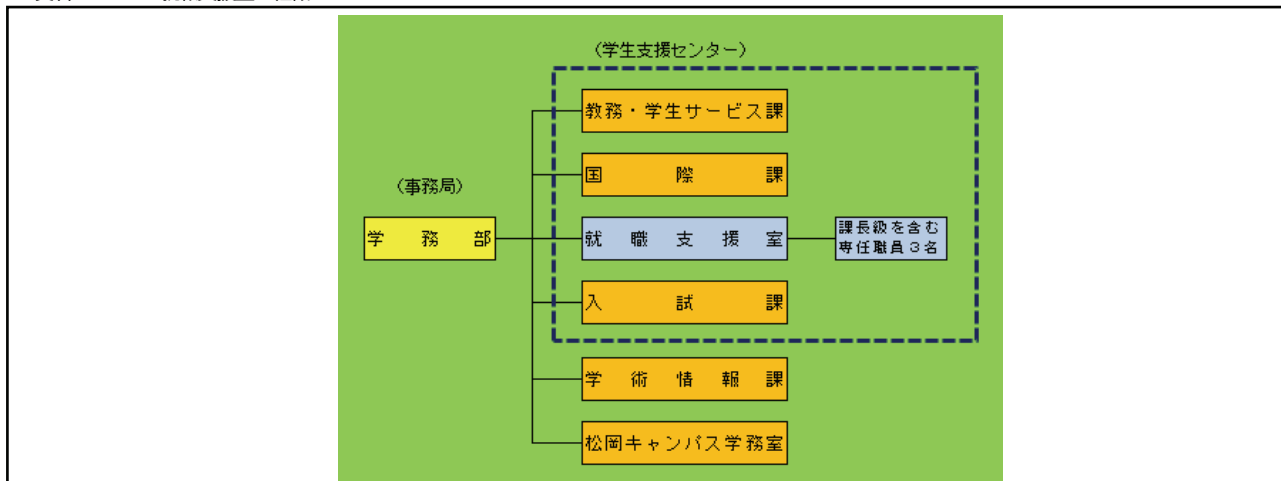 （学生支援センター）
教務・学生サービス課
国際課
（事務局）
学務部
就職支援室
課長級を含む
専任職員３名
入試課
学術情報課
松岡キャンパス学務室